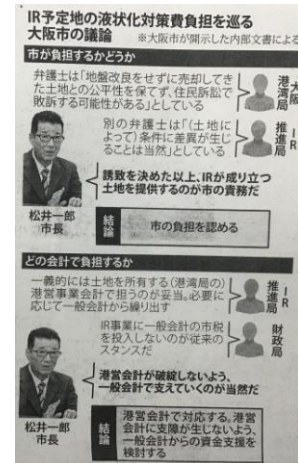 IR予定地の液状化対策費負担を巡る
大阪市の議論
※大阪市が開示した内部文書による
市が負担するかどうか
弁護士は「地盤改良をせずに売却してき
た土地との公平性を保てず、住民訴訟で
敗訴する可能性がある」としている
大阪
港湾局
別の弁護士は「(土地に
よって)条件に差異が生じ
ることは当然」としている
IR
推進局
誘致を決めた以上、IRが成り立つ
土地を提供するのが市の責務だ
松井一郎
市長
結論
市の負担を認める
どの会計で負担するか
一義的には土地を所有する(港湾局の)
港営事業会計で担うのが妥当。必要に
応じて一般会計から繰り出す
IR
推進局
IR事業に一般会計の市税
を投入しないのが従来の
スタンスだ
財政局
港営会計が破綻しないよう、
一般会計で支えていくのが当然だ
松井一郎
市長
結論
港営会計で対応する。港営
会計に支障が生じないよう、
一般会計からの資金支援を
検討する